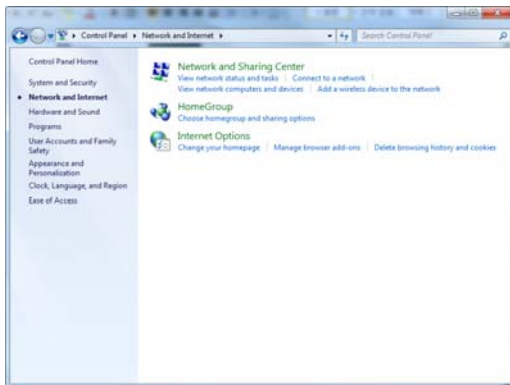 Control Panel ▸ Network and Internet ▸
Search Control Panel
Control Panel Home
System and Security
Network and Internet
Hardware and Sound
Programs
User Accounts and Family
Safety
Appearance and
Personalization
Clock, Language, and Region
Ease of Access
Network and Sharing Center
View network status and tasks | Connect to a network |
View network computers and devices | Add a wireless device to the network
HomeGroup
Choose homegroup and sharing options
Internet Options
Change your homepage | Manage browser add-ons | Delete browsing history and cookies